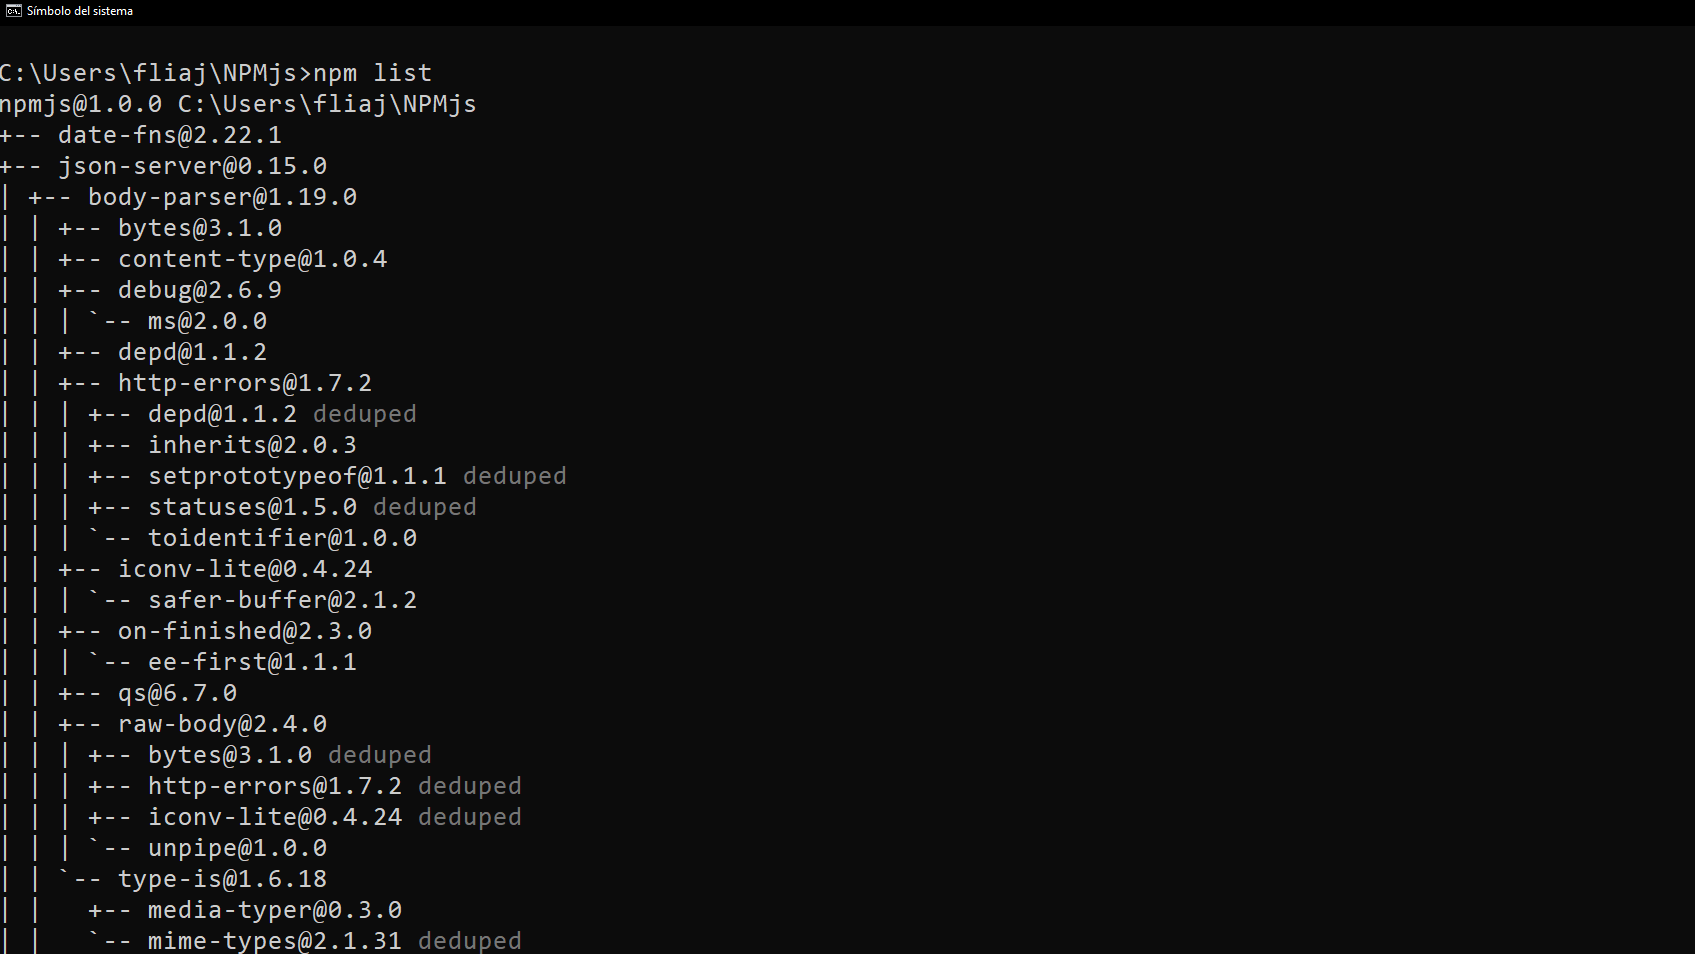 Símbolo del sistema
C:\Users\fliaj\NPMjs>npm list
npmjs@1.0.0 C:\Users\fliaj\NPMjs
+-- date-fns@2.22.1
+-- json-server@0.15.0
| +-- body-parser@1.19.0
| | +-- bytes@3.1.0
| | +-- content-type@1.0.4
| | +-- debug@2.6.9
| | | `-- ms@2.0.0
| | +-- depd@1.1.2
| | +-- http-errors@1.7.2
| | | +-- depd@1.1.2 deduped
| | | +-- inherits@2.0.3
| | | +-- setprototypeof@1.1.1 deduped
| | | +-- statuses@1.5.0 deduped
| | | `-- toidentifier@1.0.0
| | +-- iconv-lite@0.4.24
| | | `-- safer-buffer@2.1.2
| | +-- on-finished@2.3.0
| | | `-- ee-first@1.1.1
| | +-- qs@6.7.0
| | +-- raw-body@2.4.0
| | | +-- bytes@3.1.0 deduped
| | | +-- http-errors@1.7.2 deduped
| | | +-- iconv-lite@0.4.24 deduped
| | | `-- unpipe@1.0.0
| | `-- type-is@1.6.18
| |   +-- media-typer@0.3.0
| |   `-- mime-types@2.1.31 deduped